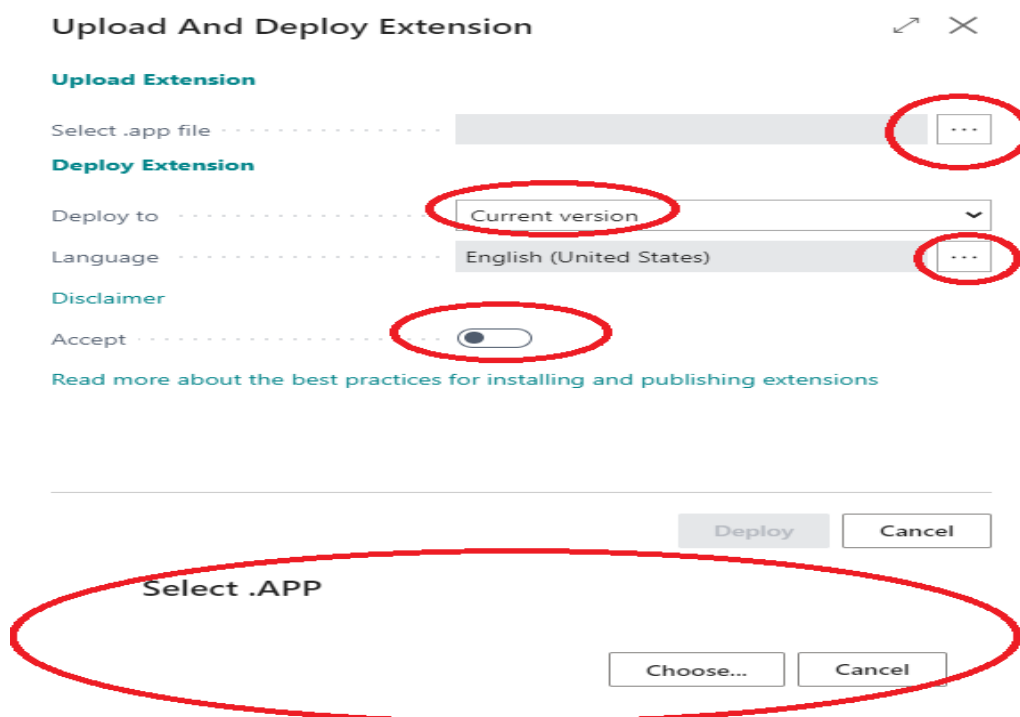 Upload And Deploy Extension
Upload Extension
Select .app file ...
Deploy Extension
Deploy to Current version
Language English (United States) ...
Disclaimer
Accept
Read more about the best practices for installing and publishing extensions
Deploy Cancel
Select .APP
Choose... Cancel